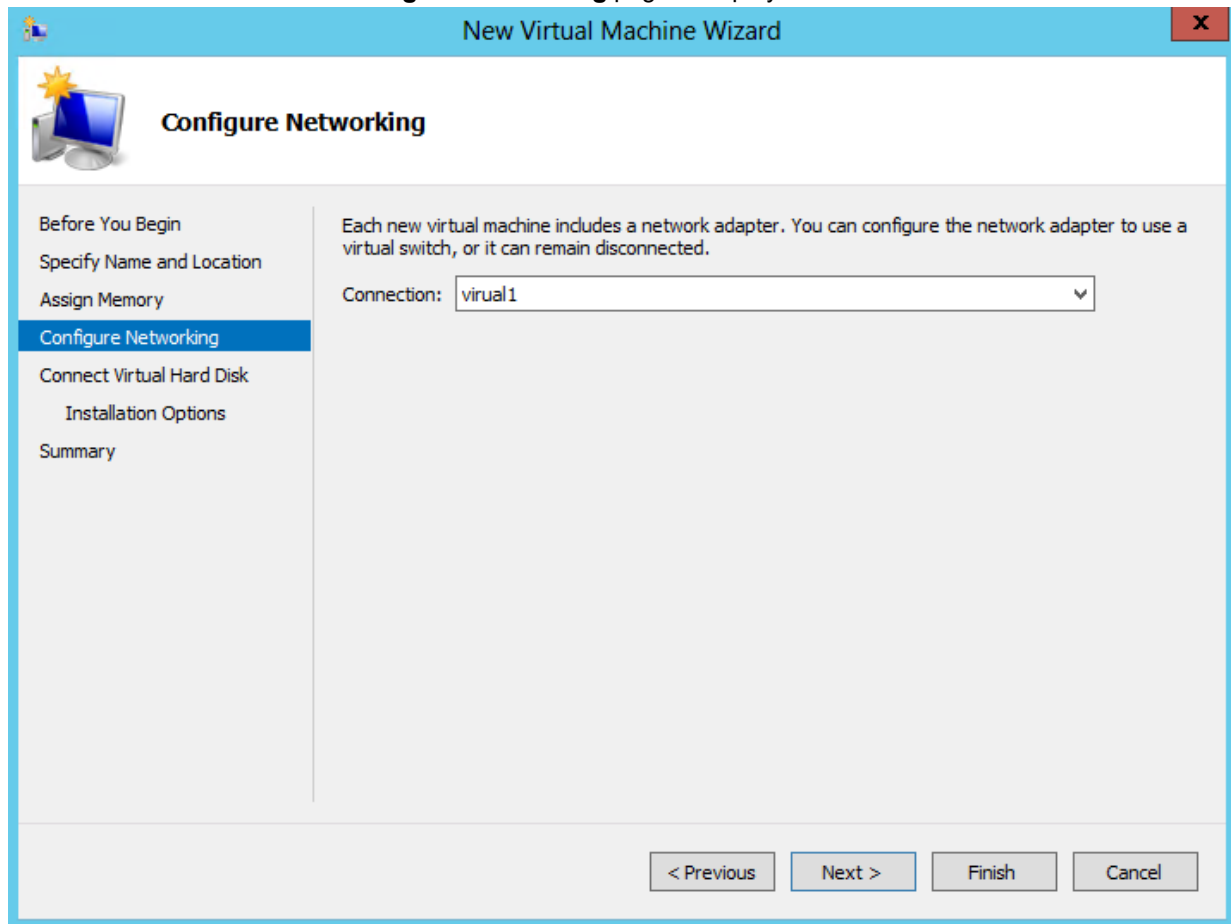 New Virtual Machine Wizard
x
Configure Networking
Before You Begin
Specify Name and Location
Assign Memory
Configure Networking
Connect Virtual Hard Disk
Installation Options
Summary
Each new virtual machine includes a network adapter. You can configure the network adapter to use a
virtual switch, or it can remain disconnected.
Connection: virual1
< Previous
Next >
Finish
Cancel